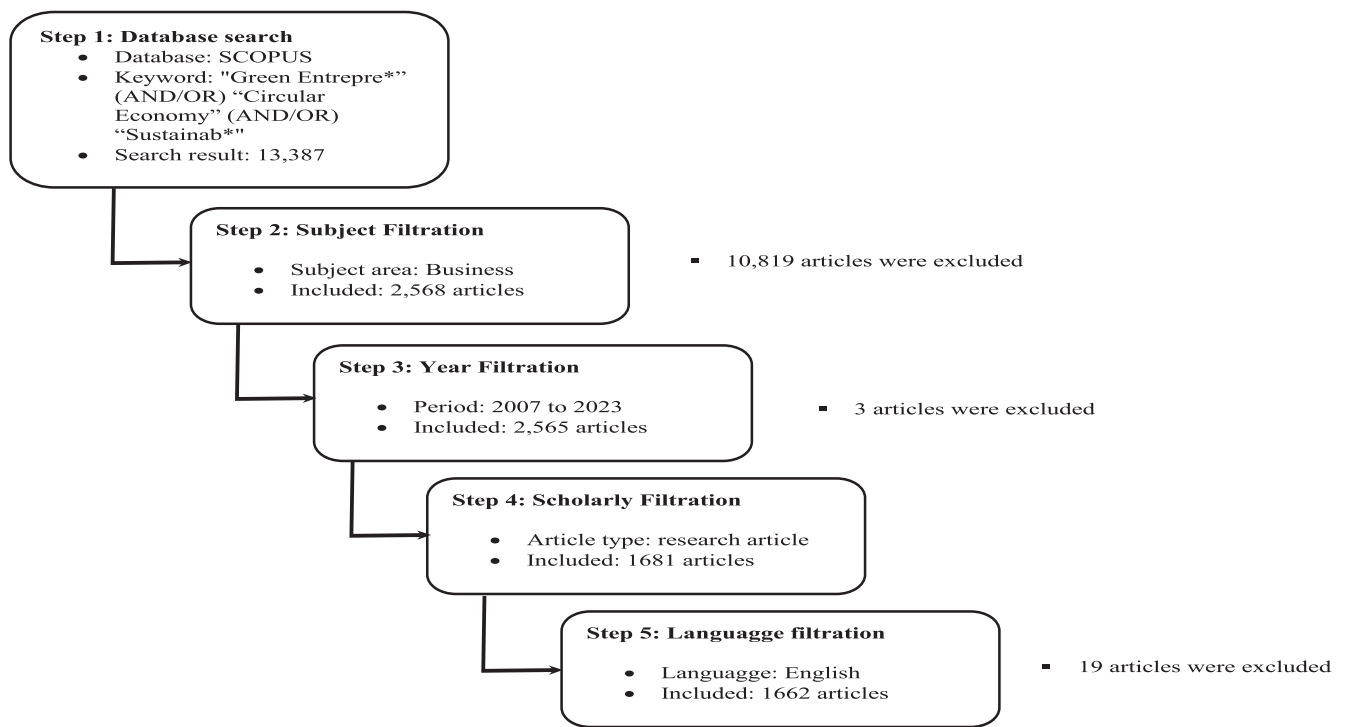 Step 1: Database search
• Database: SCOPUS
• Keyword: "Green Entrepre*”
(AND/OR) “Circular
Economy” (AND/OR)
“Sustainab*"
• Search result: 13,387
Step 2: Subject Filtration
• Subject area: Business
• Included: 2,568 articles
▪ 10,819 articles were excluded
Step 3: Year Filtration
• Period: 2007 to 2023
• Included: 2,565 articles
▪ 3 articles were excluded
Step 4: Scholarly Filtration
• Article type: research article
• Included: 1681 articles
Step 5: Languagge filtration
• Languagge: English
• Included: 1662 articles
▪ 19 articles were excluded